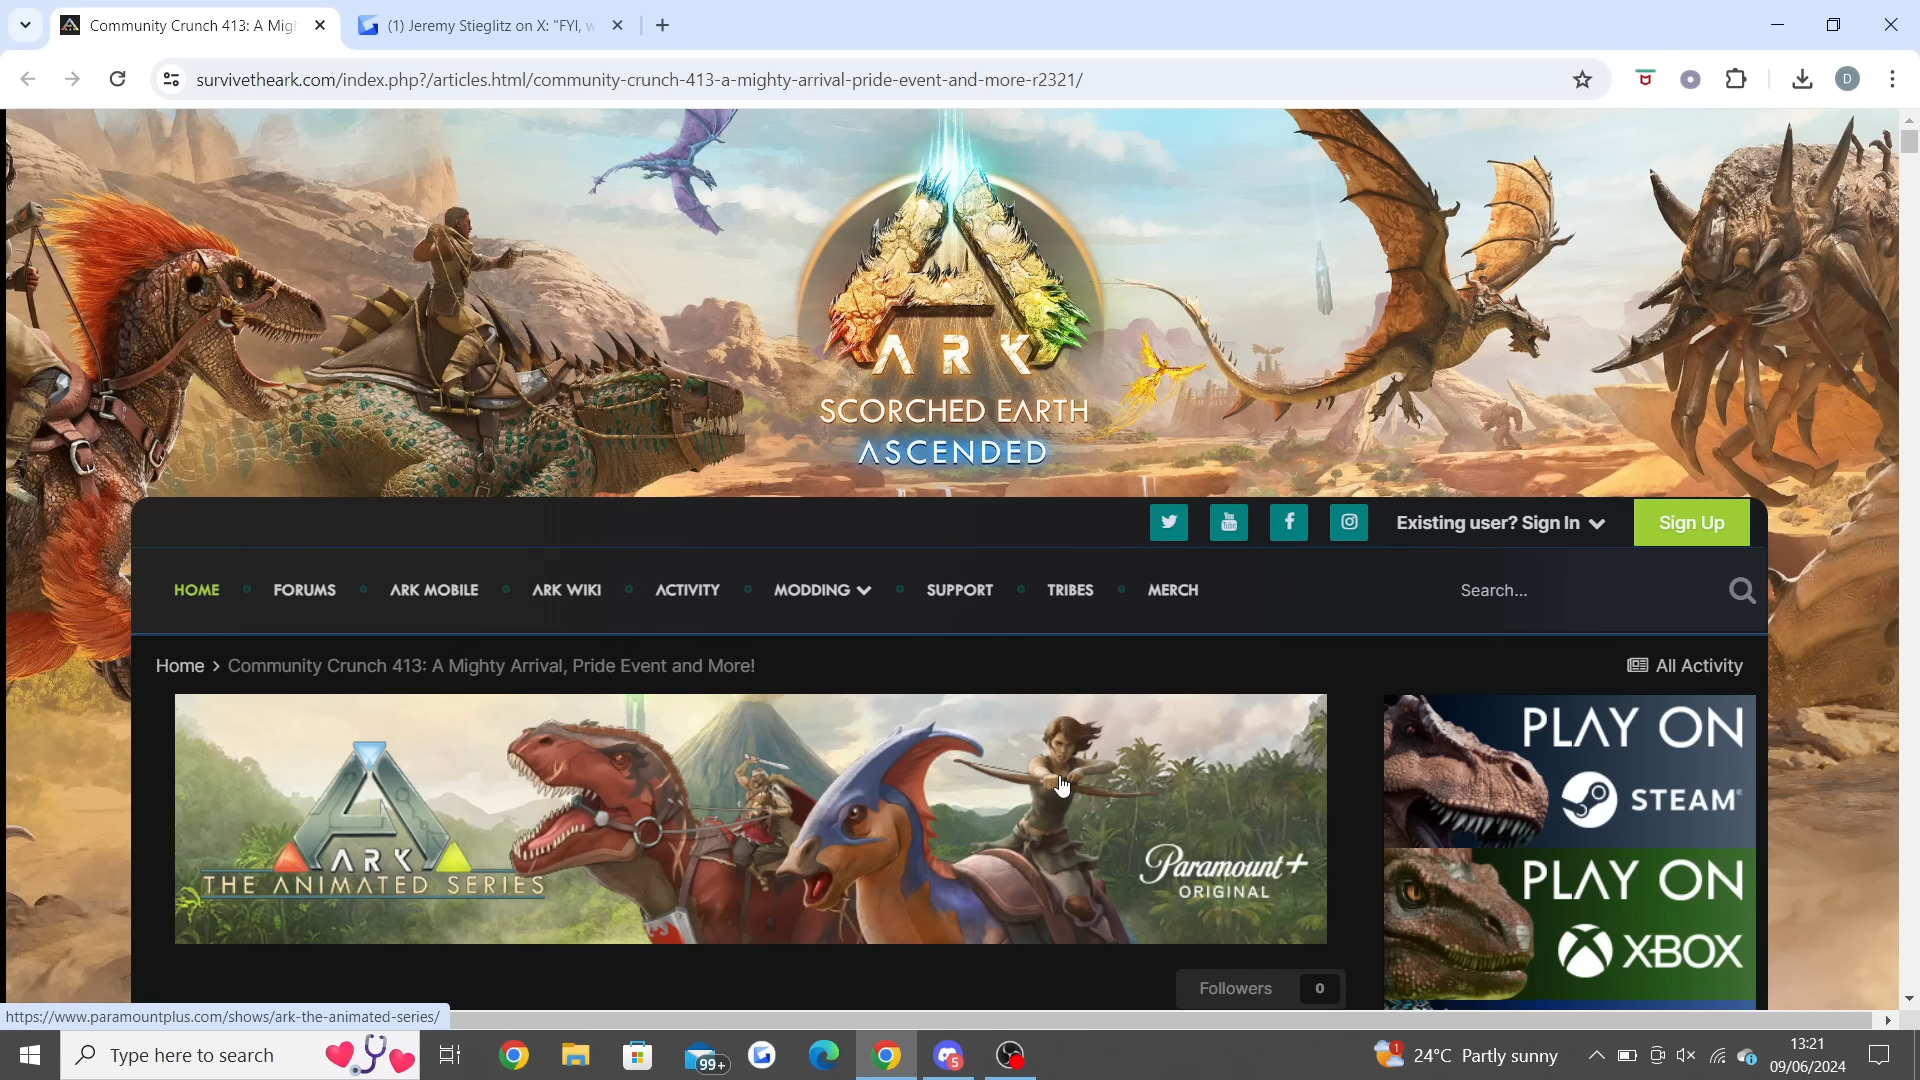 Community Crunch 413: A Migh
(1) Jeremy Stieglitz on X: "FYI, w
survivetheark.com/index.php?/articles.html/community-crunch-413-a-mighty-arrival-pride-event-and-more-r2321/
D
ARK
SCORCHED EARTH
ASCENDED
You
Tube
Existing user? Sign In
Sign Up
HOME
FORUMS
ARK MOBILE
ARK WIKI
ACTIVITY
MODDING
SUPPORT
TRIBES
MERCH
Search...
Home > Community Crunch 413: A Mighty Arrival, Pride Event and More!
All Activity
ARK
THE ANIMATED SERIES
Paramount+
ORIGINAL
PLAY ON
STEAM
PLAY ON
XBOX
Followers 0
https://www.paramountplus.com/shows/ark-the-animated-series/
Type here to search
99+
5
1
24°C Partly sunny
13:21
09/06/2024